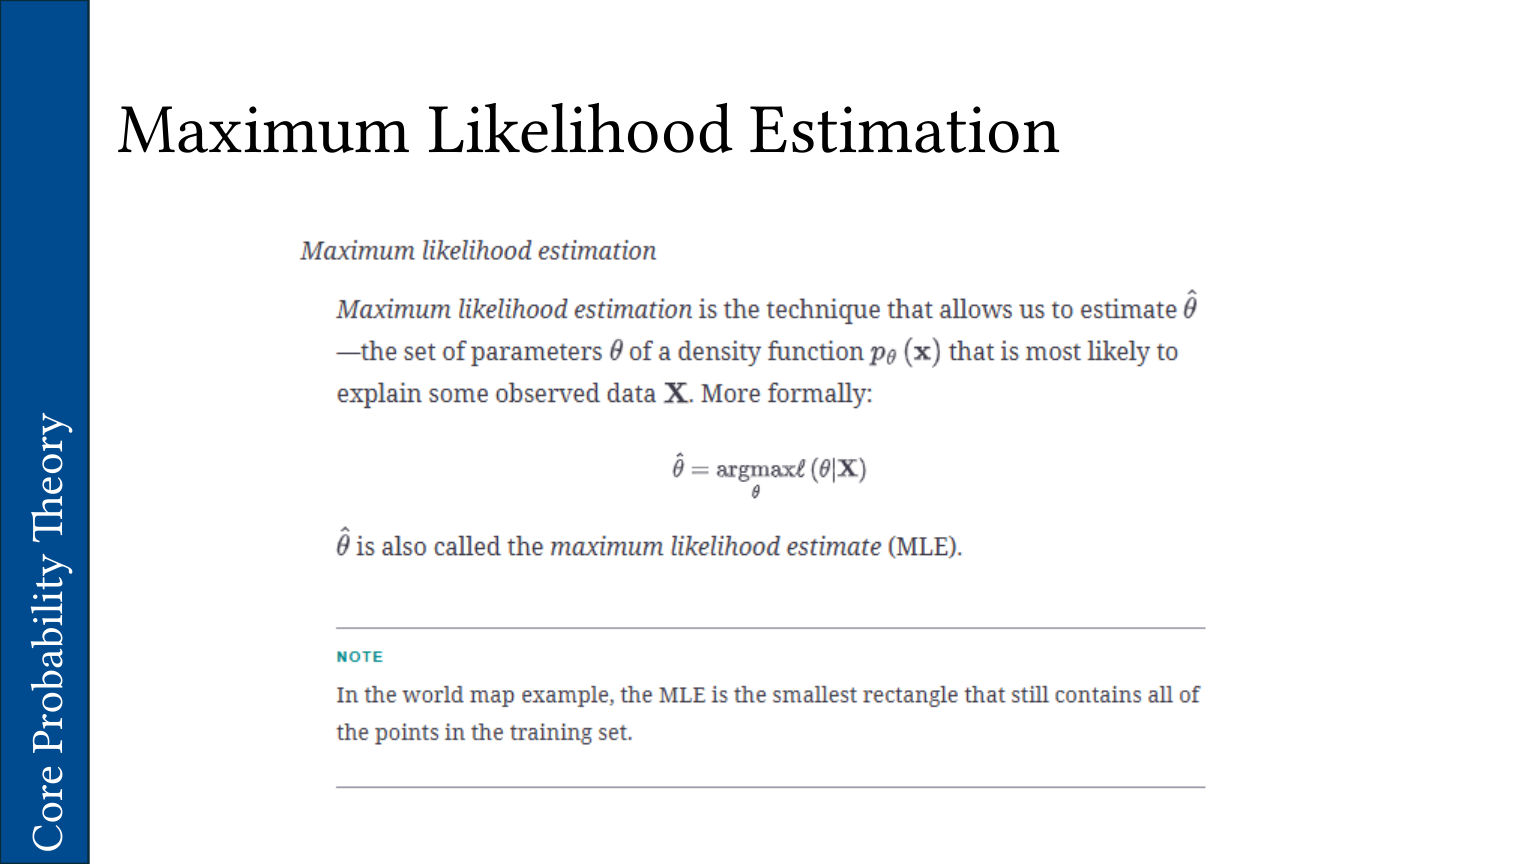 Core Probability Theory
Maximum Likelihood Estimation
Maximum likelihood estimation
Maximum likelihood estimation is the technique that allows us to estimate θ̂
—the set of parameters θ of a density function pθ (x) that is most likely to
explain some observed data X. More formally:
θ̂ = argmaxℓ (θ|X)
θ
θ̂ is also called the maximum likelihood estimate (MLE).
NOTE
In the world map example, the MLE is the smallest rectangle that still contains all of
the points in the training set.